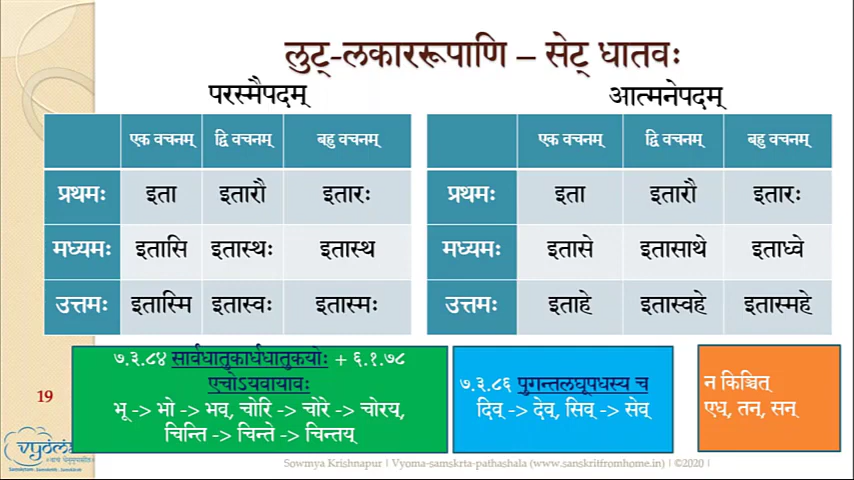 लुट्-लकाररूपाणि – सेट् धातवः
परस्मैपदम्
एक वचनम् द्वि वचनम् बहु वचनम्
प्रथमः इता इतारौ इतारः
मध्यमः इतासि इतास्थः इतास्थ
उत्तमः इतास्मि इतास्वः इतास्मः
आत्मनेपदम्
एक वचनम् द्वि वचनम् बहु वचनम्
प्रथमः इता इतारौ इतारः
मध्यमः इतासे इतासाथे इताध्वे
उत्तमः इताहे इतास्वहे इतास्महे
७.३.८४ सार्वधातुकार्धधातुकयोः + ६.१.७८
एचोऽयवायावः
भू -> भो -> भव्, चोरि -> चोरे -> चोरय्,
चिन्ति -> चिन्ते -> चिन्तय्
७.३.८६ पुगन्तलघूपधस्य च
दिव् -> देव्, सिव् -> सेव्
न किञ्चित्
एध्, तन्, सन्
19
vyoma
Sowmya Krishnapur | Vyoma-samskrta-pathashala (www.sanskritfromhome.in) | ©2020 |